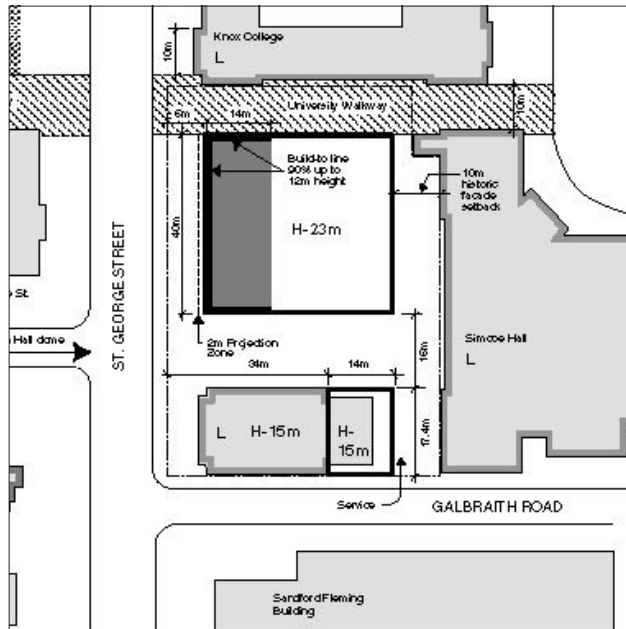 Knox College
L
10m
University Walkway
10m
6m
14m
Build-to line
90% up to
12m height
10m
historic
facade
setback
40m
H-23m
ST. GEORGE STREET
St.
Hall dome
2m Projection
Zone
16m
Simcoe Hall
L
34m
14m
L
H-15m
H-
15m
17.4m
Service
GALBRAITH ROAD
Sandford Fleming
Building